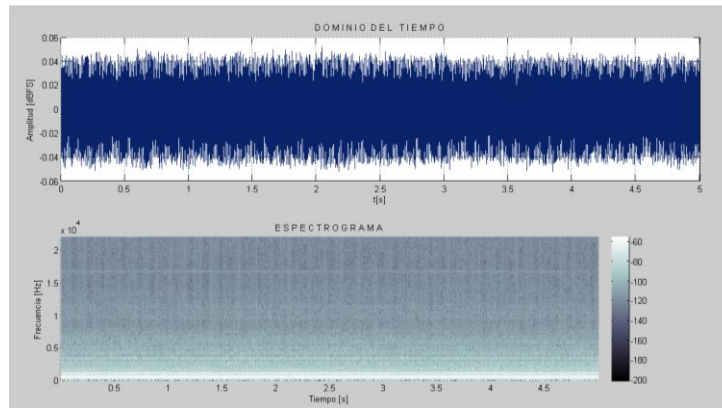 DOMINIO DEL TIEMPO
Amplitud [dBFS]
0.06
0.04
0.02
0
-0.02
-0.04
-0.06
0 0.5 1 1.5 2 2.5 3 3.5 4 4.5 5
t[s]
ESPECTROGRAMA
x 10^4
Frecuencia [Hz]
2
1.5
1
0.5
0
0.5 1 1.5 2 2.5 3 3.5 4 4.5
Tiempo [s]
-60
-80
-100
-120
-140
-160
-180
-200